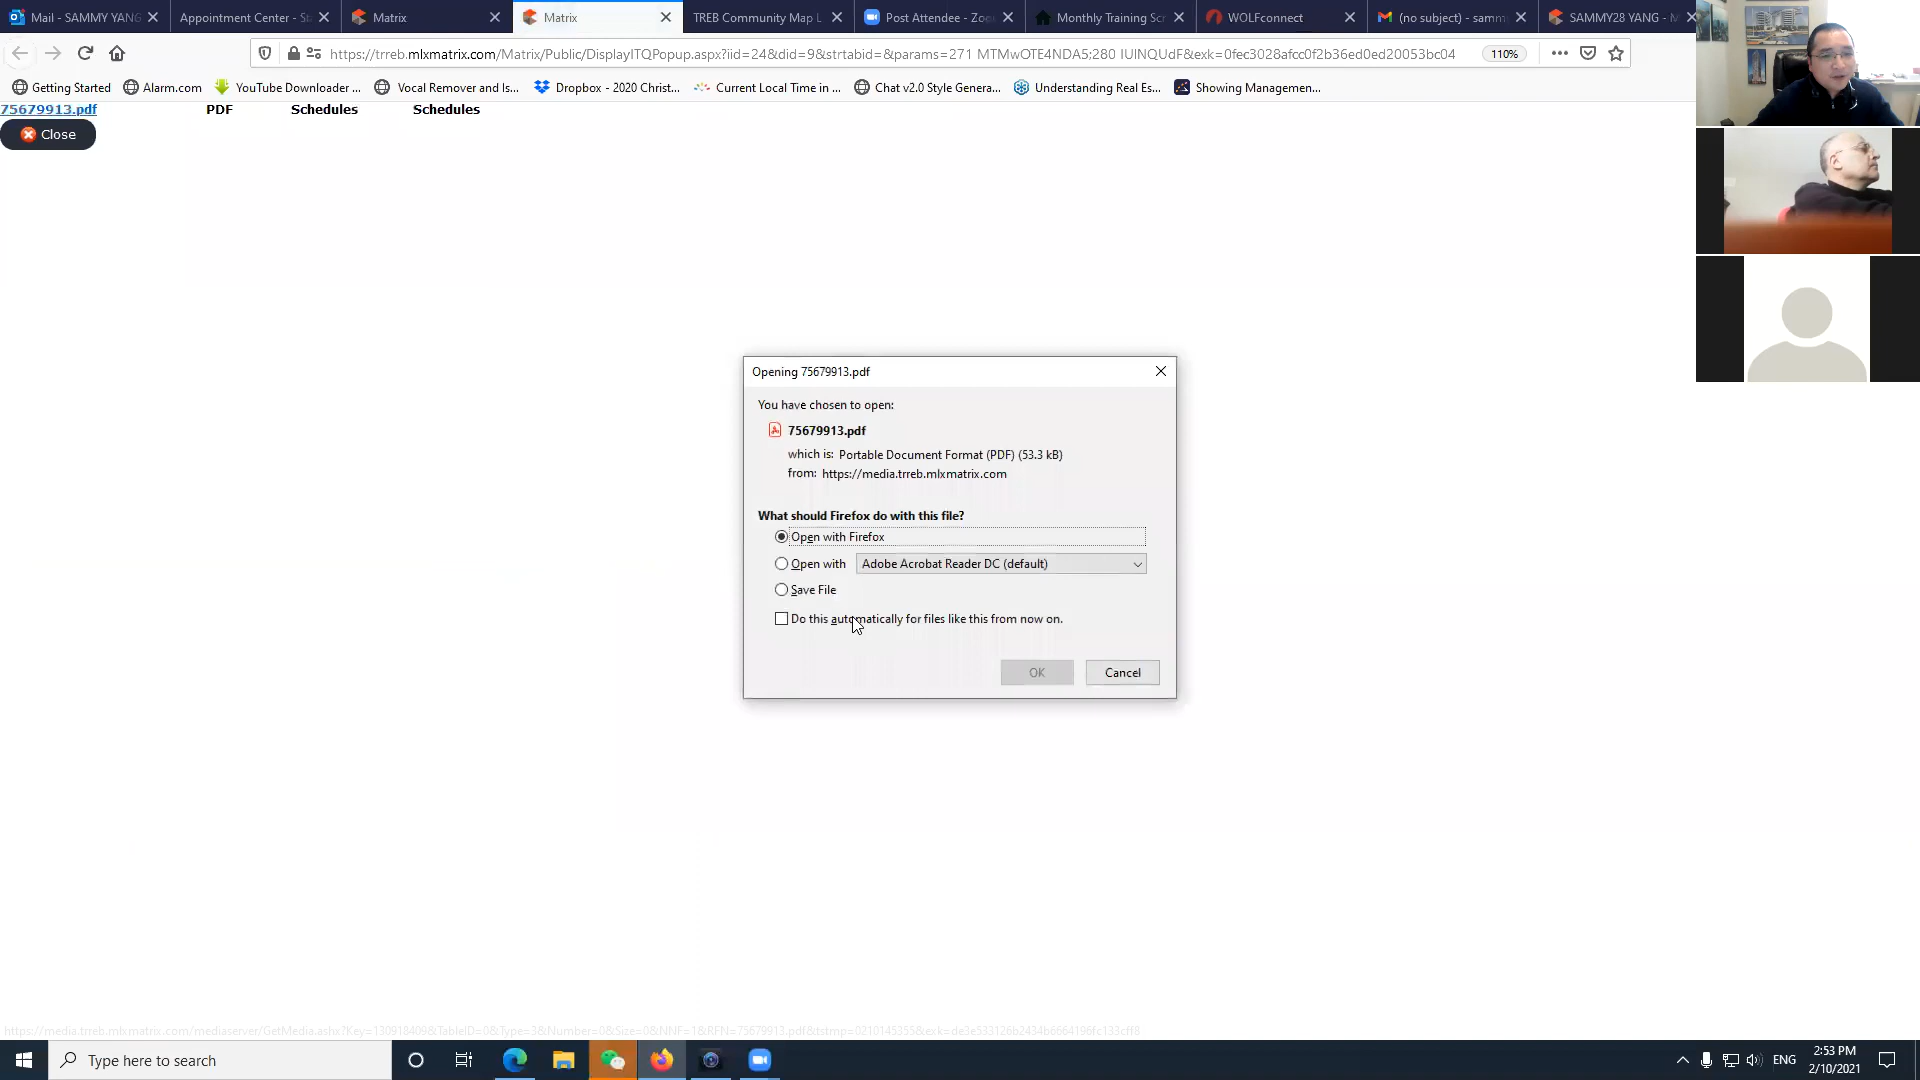 Mail - SAMMY YANG
Appointment Center - St
Matrix
Matrix
TREB Community Map L
Post Attendee - Zoo
Monthly Training Sc
WOLFconnect
(no subject) - samm
SAMMY28 YANG - M
https://trreb.mlxmatrix.com/Matrix/Public/DisplayITQPopup.aspx?iid=24&did=9&strtabid=&params=271 MTMwOTE4NDA5;280 IUlNQUdF&exk=0fec3028afcc0f2b36ed0ed20053bc04
110%
Getting Started
Alarm.com
YouTube Downloader ...
Vocal Remover and Is...
Dropbox - 2020 Christ...
Current Local Time in ...
Chat v2.0 Style Genera...
Understanding Real Es...
Showing Managemen...
75679913.pdf PDF Schedules Schedules
Close
Opening 75679913.pdf
You have chosen to open:
75679913.pdf
which is: Portable Document Format (PDF) (53.3 kB)
from: https://media.trreb.mlxmatrix.com
What should Firefox do with this file?
Open with Firefox
Open with Adobe Acrobat Reader DC (default)
Save File
Do this automatically for files like this from now on.
OK Cancel
Type here to search
ENG
2:53 PM
2/10/2021